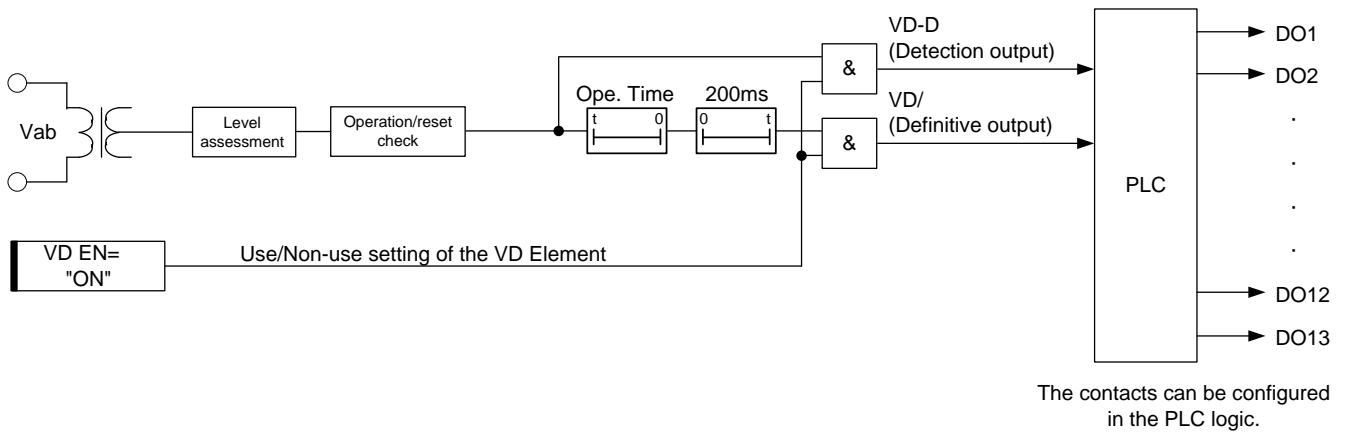 VD-D
(Detection output)
DO1
&
DO2
Ope. Time
200ms
VD/
(Definitive output)
t 0
0 t
Vab
Level
assessment
Operation/reset
check
&
.
.
.
.
PLC
VD EN=
"ON"
Use/Non-use setting of the VD Element
DO12
DO13
The contacts can be configured
in the PLC logic.